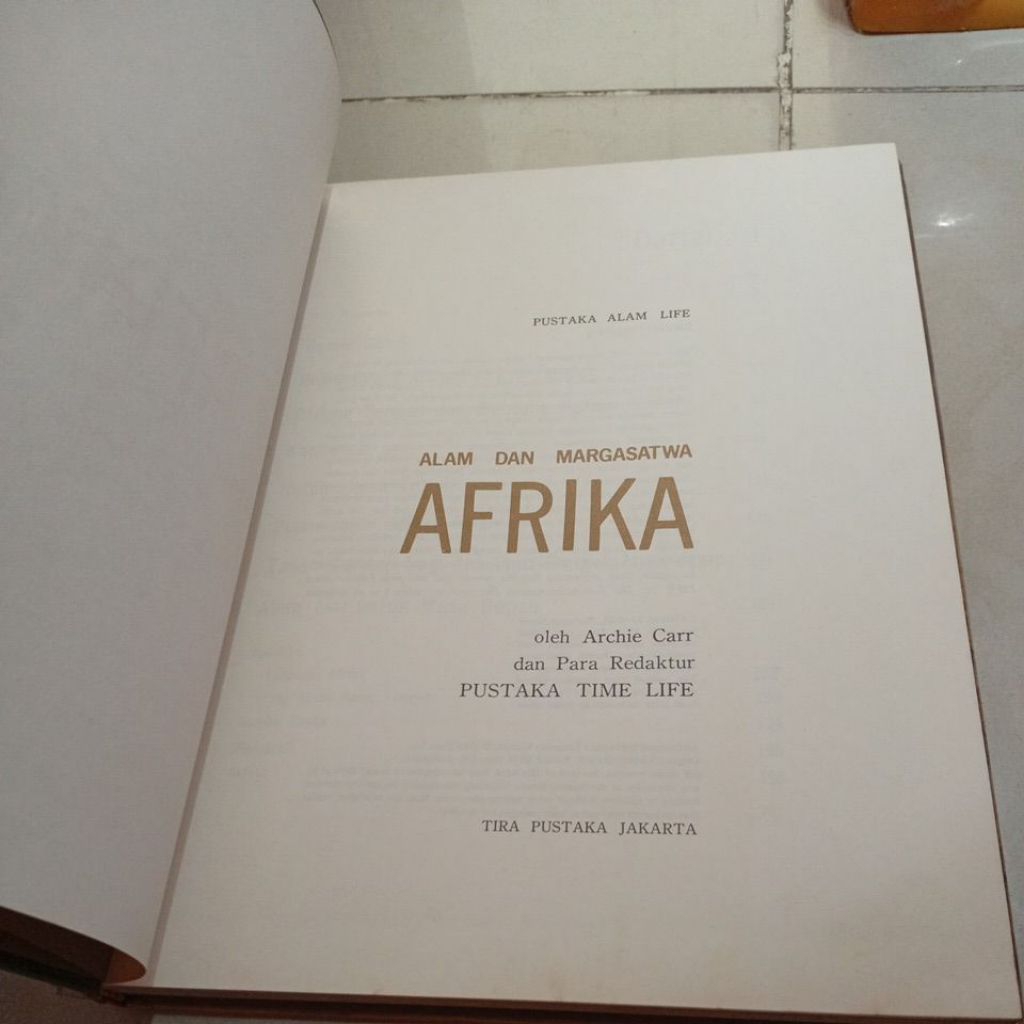 PUSTAKA ALAM LIFE
ALAM DAN MARGASATWA
AFRIKA
oleh Archie Carr
dan Para Redaktur
PUSTAKA TIME LIFE
TIRA PUSTAKA JAKARTA